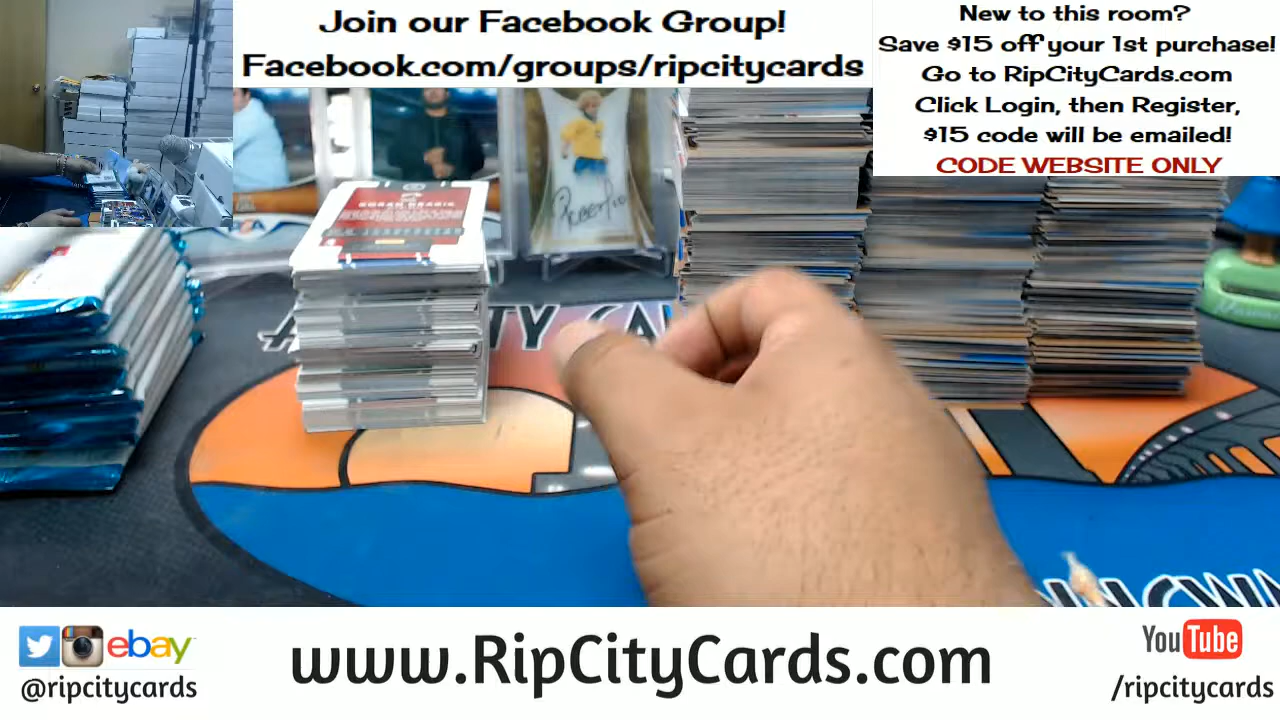 Join our Facebook Group!
Facebook.com/groups/ripcitycards
New to this room?
Save $15 off your 1st purchase!
Go to RipCityCards.com
Click Login, then Register,
$15 code will be emailed!
CODE WEBSITE ONLY
GORAN DRAGIC
ebay
@ripcitycards
www.RipCityCards.com
YouTube
/ripcitycards